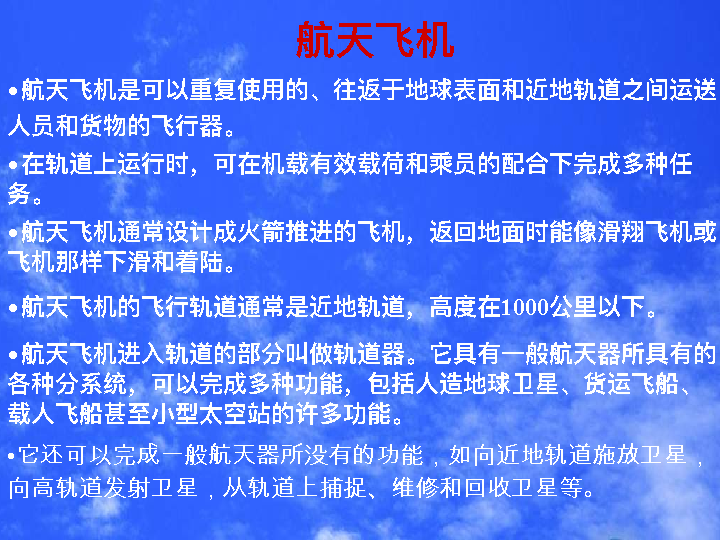 航天飞机
•航天飞机是可以重复使用的、往返于地球表面和近地轨道之间运送
人员和货物的飞行器。
•在轨道上运行时，可在机载有效载荷和乘员的配合下完成多种任
务。
•航天飞机通常设计成火箭推进的飞机，返回地面时能像滑翔飞机或
飞机那样下滑和着陆。
•航天飞机的飞行轨道通常是近地轨道，高度在1000公里以下。
•航天飞机进入轨道的部分叫做轨道器。它具有一般航天器所具有的
各种分系统，可以完成多种功能，包括人造地球卫星、货运飞船、
载人飞船甚至小型太空站的许多功能。
•它还可以完成一般航天器所没有的功能，如向近地轨道施放卫星，
向高轨道发射卫星，从轨道上捕捉、维修和回收卫星等。